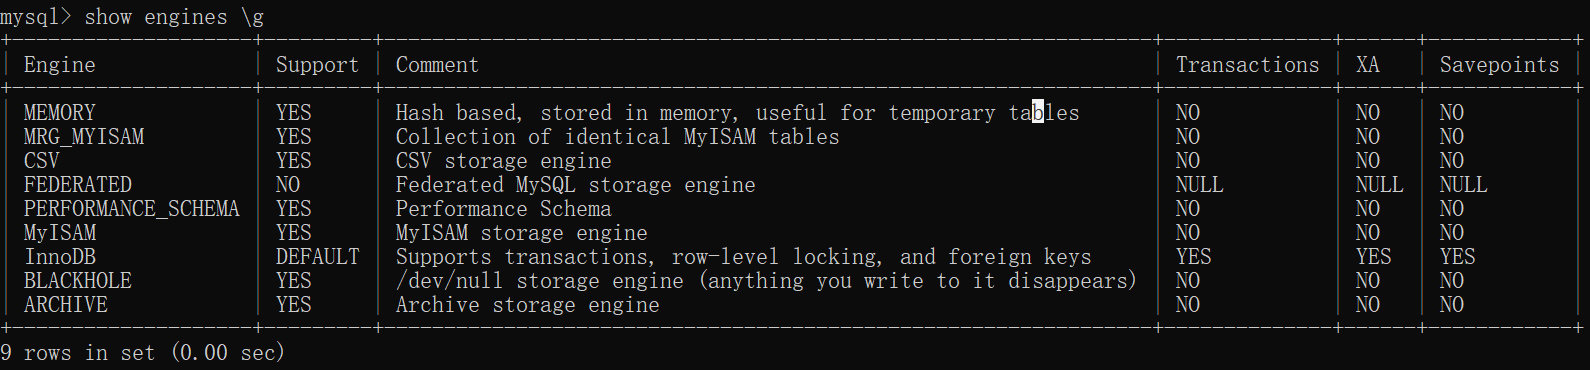 mysql> show engines \g
+--------------------+---------+----------------------------------------------------------------+--------------+------+------------+
| Engine             | Support | Comment                                                        | Transactions | XA   | Savepoints |
+--------------------+---------+----------------------------------------------------------------+--------------+------+------------+
| MEMORY             | YES     | Hash based, stored in memory, useful for temporary tables      | NO           | NO   | NO         |
| MRG_MYISAM         | YES     | Collection of identical MyISAM tables                          | NO           | NO   | NO         |
| CSV                | YES     | CSV storage engine                                             | NO           | NO   | NO         |
| FEDERATED          | NO      | Federated MySQL storage engine                                 | NULL         | NULL | NULL       |
| PERFORMANCE_SCHEMA | YES     | Performance Schema                                             | NO           | NO   | NO         |
| MyISAM             | YES     | MyISAM storage engine                                          | NO           | NO   | NO         |
| InnoDB             | DEFAULT | Supports transactions, row-level locking, and foreign keys     | YES          | YES  | YES        |
| BLACKHOLE          | YES     | /dev/null storage engine (anything you write to it disappears) | NO           | NO   | NO         |
| ARCHIVE            | YES     | Archive storage engine                                         | NO           | NO   | NO         |
+--------------------+---------+----------------------------------------------------------------+--------------+------+------------+
9 rows in set (0.00 sec)